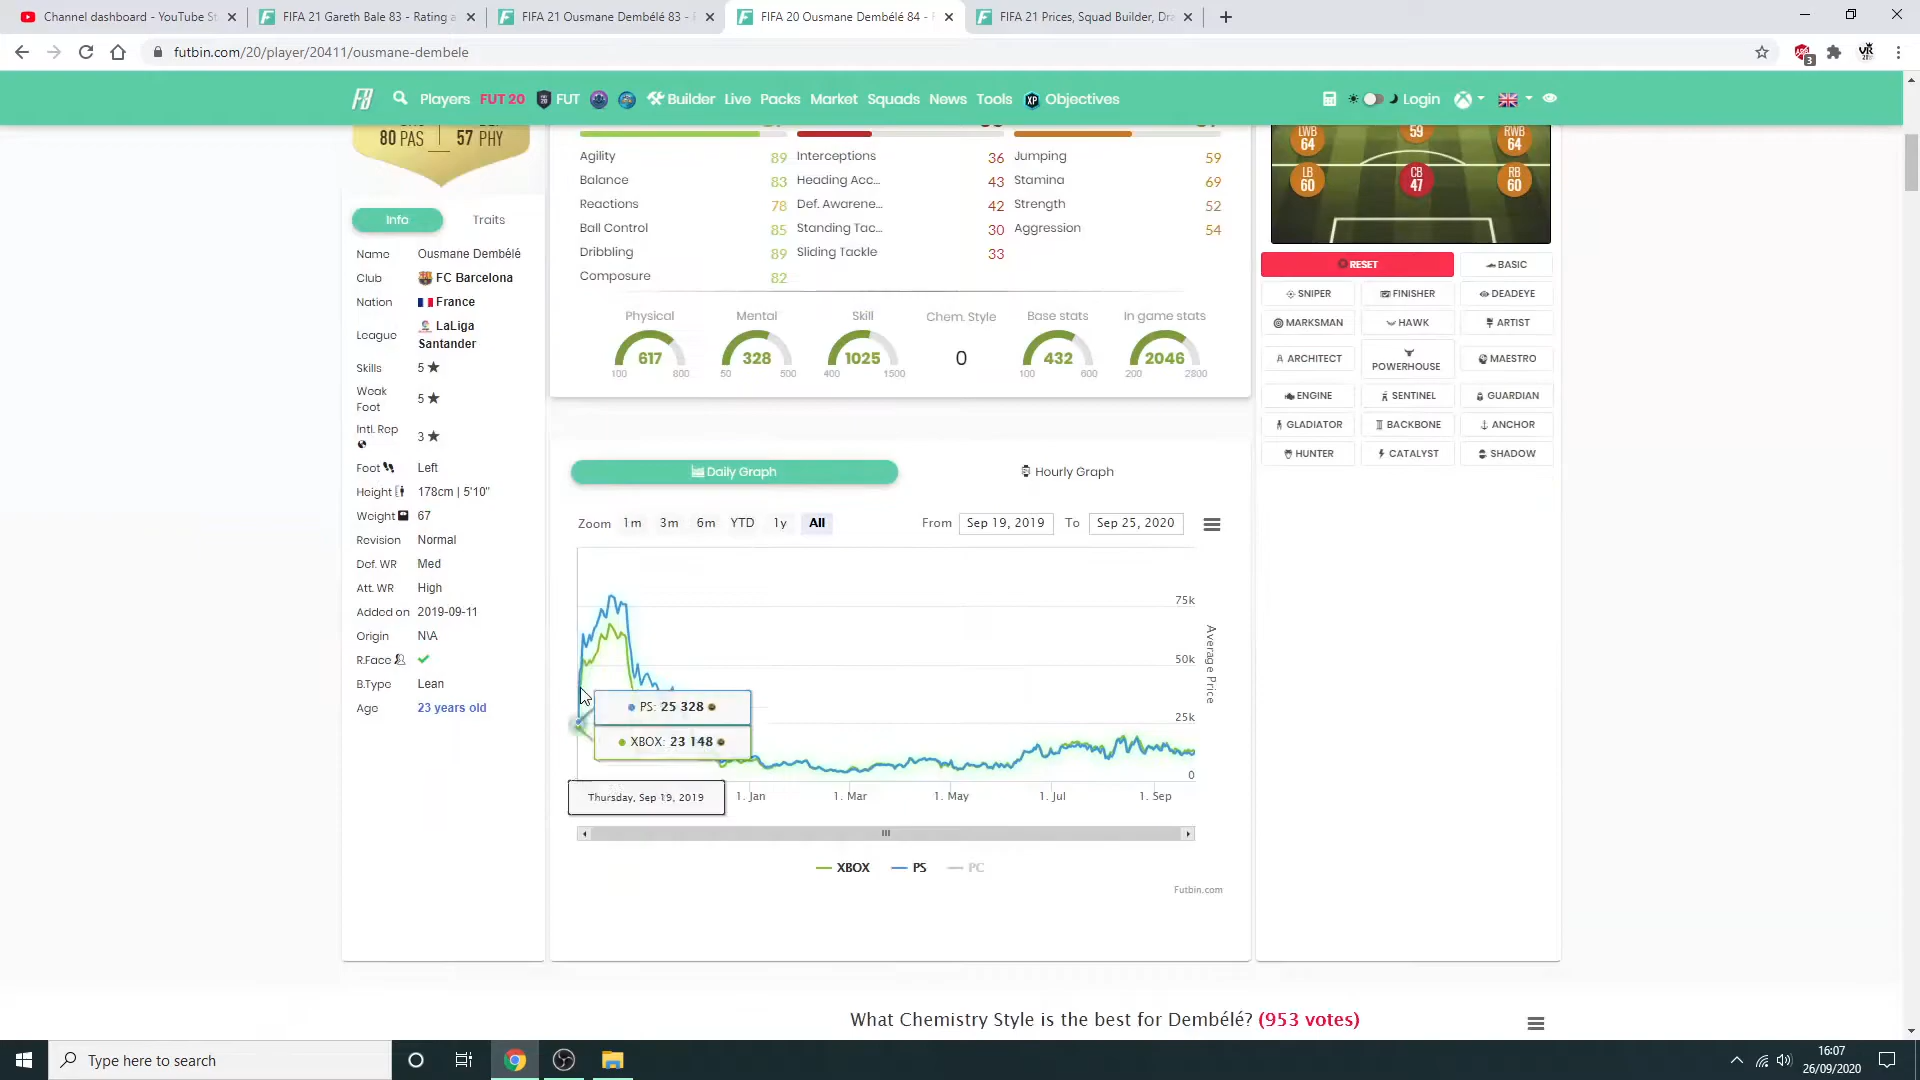 Channel dashboard - YouTube St
FIFA 21 Gareth Bale 83 - Rating a
FIFA 21 Ousmane Dembélé 83 - F
FIFA 20 Ousmane Dembélé 84 - F
FIFA 21 Prices, Squad Builder, Dra
futbin.com/20/player/20411/ousmane-dembele
3
Players FUT 20 FUT Builder Live Packs Market Squads News Tools XP Objectives Login
80 PAS 57 PHY
Info Traits
Name Ousmane Dembélé
Club FC Barcelona
Nation France
League LaLiga Santander
Skills 5
Weak Foot 5
Intl. Rep 3
Foot Left
Height 178cm | 5'10"
Weight 67
Revision Normal
Def. WR Med
Att. WR High
Added on 2019-09-11
Origin N\A
R.Face
B.Type Lean
Age 23 years old
Agility 89
Balance 83
Reactions 78
Ball Control 85
Dribbling 89
Composure 82
Interceptions 36
Heading Acc... 43
Def. Awarene... 42
Standing Tac... 30
Sliding Tackle 33
Jumping 59
Stamina 69
Strength 52
Aggression 54
Physical Mental Skill Chem. Style Base stats In game stats
617 328 1025 0 432 2046
100 800 50 500 400 1500 100 600 200 2800
Daily Graph Hourly Graph
Zoom 1m 3m 6m YTD 1y All From Sep 19, 2019 To Sep 25, 2020
75k
50k
25k
0
Average Price
PS: 25 328
XBOX: 23 148
Thursday, Sep 19, 2019
1. Jan 1. Mar 1. May 1. Jul 1. Sep
XBOX PS PC
Futbin.com
What Chemistry Style is the best for Dembélé? (953 votes)
LWB 64
59
RWB 64
LB 60
CB 47
RB 60
RESET BASIC
SNIPER FINISHER DEADEYE
MARKSMAN HAWK ARTIST
ARCHITECT POWERHOUSE MAESTRO
ENGINE SENTINEL GUARDIAN
GLADIATOR BACKBONE ANCHOR
HUNTER CATALYST SHADOW
Type here to search
16:07
26/09/2020